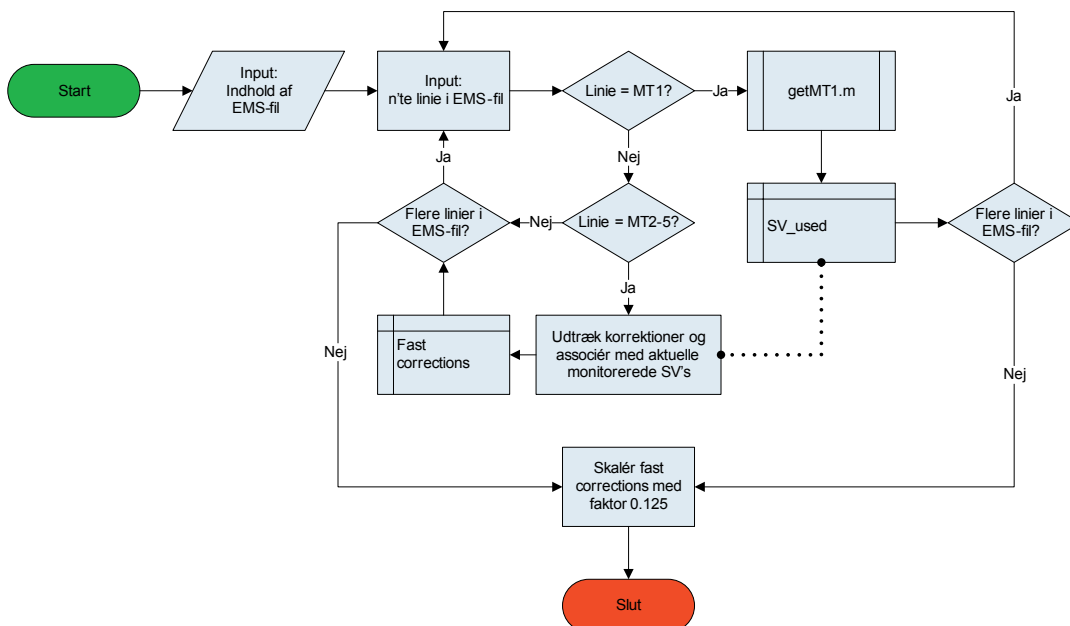 Start
Input:
Indhold af
EMS-fil
Input:
n'te linie i EMS-fil
Linie = MT1?
Ja
getMT1.m
Ja
Nej
Ja
Flere linier i
EMS-fil?
Nej
Linie = MT2-5?
SV_used
Flere linier i
EMS-fil?
Ja
Nej
Fast
corrections
Udtræk korrektioner og
associér med aktuelle
monitorerede SV's
Nej
Skalér fast
corrections med
faktor 0.125
Slut